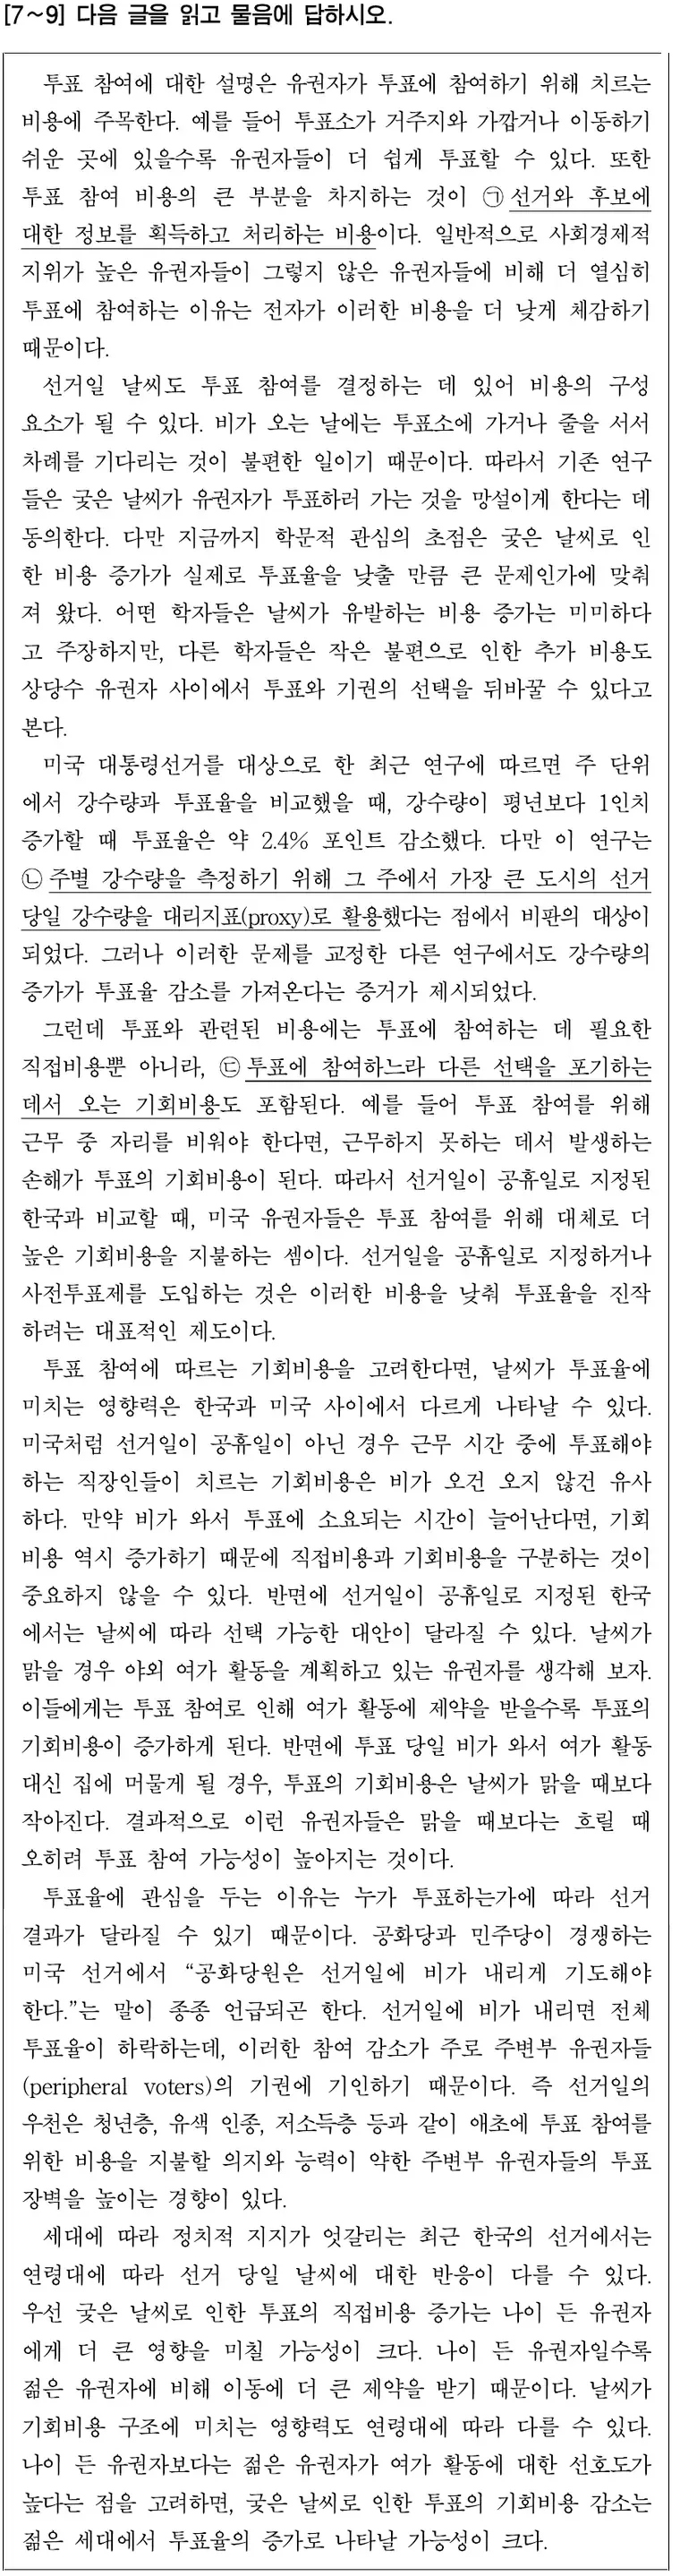 [7～9] 다음 글을 읽고 물음에 답하시오.
투표 참여에 대한 설명은 유권자가 투표에 참여하기 위해 치르는
비용에 주목한다. 예를 들어 투표소가 거주지와 가깝거나 이동하기
쉬운 곳에 있을수록 유권자들이 더 쉽게 투표할 수 있다. 또한
투표 참여 비용의 큰 부분을 차지하는 것이 ㉠ 선거와 후보에
대한 정보를 획득하고 처리하는 비용이다. 일반적으로 사회경제적
지위가 높은 유권자들이 그렇지 않은 유권자들에 비해 더 열심히
투표에 참여하는 이유는 전자가 이러한 비용을 더 낮게 체감하기
때문이다.
선거일 날씨도 투표 참여를 결정하는 데 있어 비용의 구성
요소가 될 수 있다. 비가 오는 날에는 투표소에 가거나 줄을 서서
차례를 기다리는 것이 불편한 일이기 때문이다. 따라서 기존 연구
들은 궂은 날씨가 유권자가 투표하러 가는 것을 망설이게 한다는 데
동의한다. 다만 지금까지 학문적 관심의 초점은 궂은 날씨로 인
한 비용 증가가 실제로 투표율을 낮출 만큼 큰 문제인가에 맞춰
져 왔다. 어떤 학자들은 날씨가 유발하는 비용 증가는 미미하다
고 주장하지만, 다른 학자들은 작은 불편으로 인한 추가 비용도
상당수 유권자 사이에서 투표와 기권의 선택을 뒤바꿀 수 있다고
본다.
미국 대통령선거를 대상으로 한 최근 연구에 따르면 주 단위
에서 강수량과 투표율을 비교했을 때, 강수량이 평년보다 1인치
증가할 때 투표율은 약 2.4% 포인트 감소했다. 다만 이 연구는
㉡ 주별 강수량을 측정하기 위해 그 주에서 가장 큰 도시의 선거
당일 강수량을 대리지표(proxy)로 활용했다는 점에서 비판의 대상이
되었다. 그러나 이러한 문제를 교정한 다른 연구에서도 강수량의
증가가 투표율 감소를 가져온다는 증거가 제시되었다.
그런데 투표와 관련된 비용에는 투표에 참여하는 데 필요한
직접비용뿐 아니라, ㉢ 투표에 참여하느라 다른 선택을 포기하는
데서 오는 기회비용도 포함된다. 예를 들어 투표 참여를 위해
근무 중 자리를 비워야 한다면, 근무하지 못하는 데서 발생하는
손해가 투표의 기회비용이 된다. 따라서 선거일이 공휴일로 지정된
한국과 비교할 때, 미국 유권자들은 투표 참여를 위해 대체로 더
높은 기회비용을 지불하는 셈이다. 선거일을 공휴일로 지정하거나
사전투표제를 도입하는 것은 이러한 비용을 낮춰 투표율을 진작
하려는 대표적인 제도이다.
투표 참여에 따르는 기회비용을 고려한다면, 날씨가 투표율에
미치는 영향력은 한국과 미국 사이에서 다르게 나타날 수 있다.
미국처럼 선거일이 공휴일이 아닌 경우 근무 시간 중에 투표해야
하는 직장인들이 치르는 기회비용은 비가 오건 오지 않건 유사
하다. 만약 비가 와서 투표에 소요되는 시간이 늘어난다면, 기회
비용 역시 증가하기 때문에 직접비용과 기회비용을 구분하는 것이
중요하지 않을 수 있다. 반면에 선거일이 공휴일로 지정된 한국
에서는 날씨에 따라 선택 가능한 대안이 달라질 수 있다. 날씨가
맑을 경우 야외 여가 활동을 계획하고 있는 유권자를 생각해 보자.
이들에게는 투표 참여로 인해 여가 활동에 제약을 받을수록 투표의
기회비용이 증가하게 된다. 반면에 투표 당일 비가 와서 여가 활동
대신 집에 머물게 될 경우, 투표의 기회비용은 날씨가 맑을 때보다
작아진다. 결과적으로 이런 유권자들은 맑을 때보다는 흐릴 때
오히려 투표 참여 가능성이 높아지는 것이다.
투표율에 관심을 두는 이유는 누가 투표하는가에 따라 선거
결과가 달라질 수 있기 때문이다. 공화당과 민주당이 경쟁하는
미국 선거에서 “공화당원은 선거일에 비가 내리게 기도해야
한다.”는 말이 종종 언급되곤 한다. 선거일에 비가 내리면 전체
투표율이 하락하는데, 이러한 참여 감소가 주로 주변부 유권자들
(peripheral voters)의 기권에 기인하기 때문이다. 즉 선거일의
우천은 청년층, 유색 인종, 저소득층 등과 같이 애초에 투표 참여를
위한 비용을 지불할 의지와 능력이 약한 주변부 유권자들의 투표
장벽을 높이는 경향이 있다.
세대에 따라 정치적 지지가 엇갈리는 최근 한국의 선거에서는
연령대에 따라 선거 당일 날씨에 대한 반응이 다를 수 있다.
우선 궂은 날씨로 인한 투표의 직접비용 증가는 나이 든 유권자
에게 더 큰 영향을 미칠 가능성이 크다. 나이 든 유권자일수록
젊은 유권자에 비해 이동에 더 큰 제약을 받기 때문이다. 날씨가
기회비용 구조에 미치는 영향력도 연령대에 따라 다를 수 있다.
나이 든 유권자보다는 젊은 유권자가 여가 활동에 대한 선호도가
높다는 점을 고려하면, 궂은 날씨로 인한 투표의 기회비용 감소는
젊은 세대에서 투표율의 증가로 나타날 가능성이 크다.